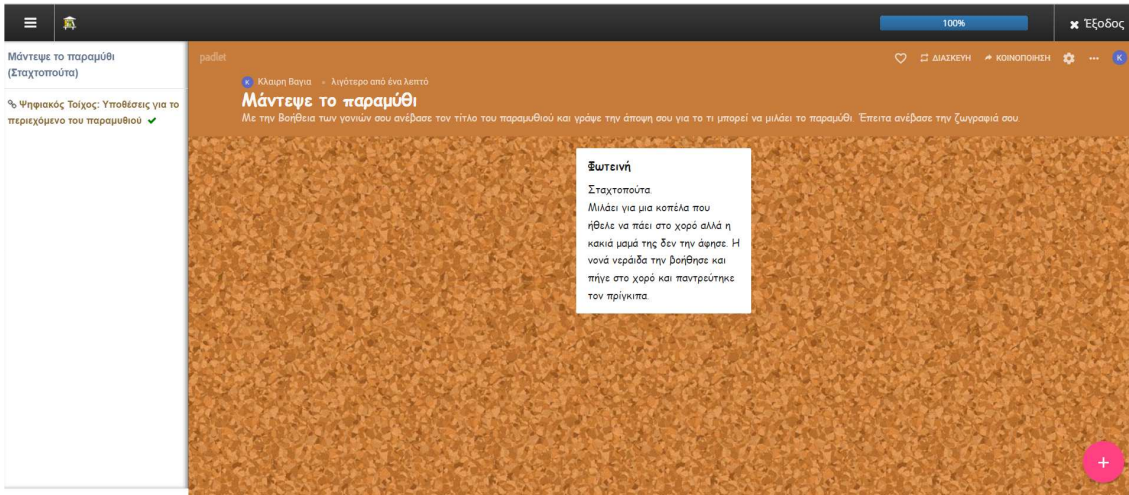 100%
✖ Έξοδος
Μάντεψε το παραμύθι
(Σταχτοπούτα)
Ψηφιακός Τοίχος: Υποθέσεις για το
περιεχόμενο του παραμυθιού ✔
padlet
ΔΙΑΣΚΕΥΗ
ΚΟΙΝΟΠΟΙΗΣΗ
K
K Κλαιρη Βαγια • λιγότερο από ένα λεπτό
Μάντεψε το παραμύθι
Με την Βοήθεια των γονιών σου ανέβασε τον τίτλο του παραμυθιού και γράψε την άποψη σου για το τι μπορεί να μιλάει το παραμύθι. Έπειτα ανέβασε την ζωγραφιά σου
Φωτεινή
Σταχτοπούτα.
Μιλάει για μια κοπέλα που
ήθελε να πάει στο χορό αλλά η
κακιά μαμά της δεν την άφησε. Η
νονά νεράιδα την βοήθησε και
πήγε στο χορό και παντρεύτηκε
τον πρίγκιπα.